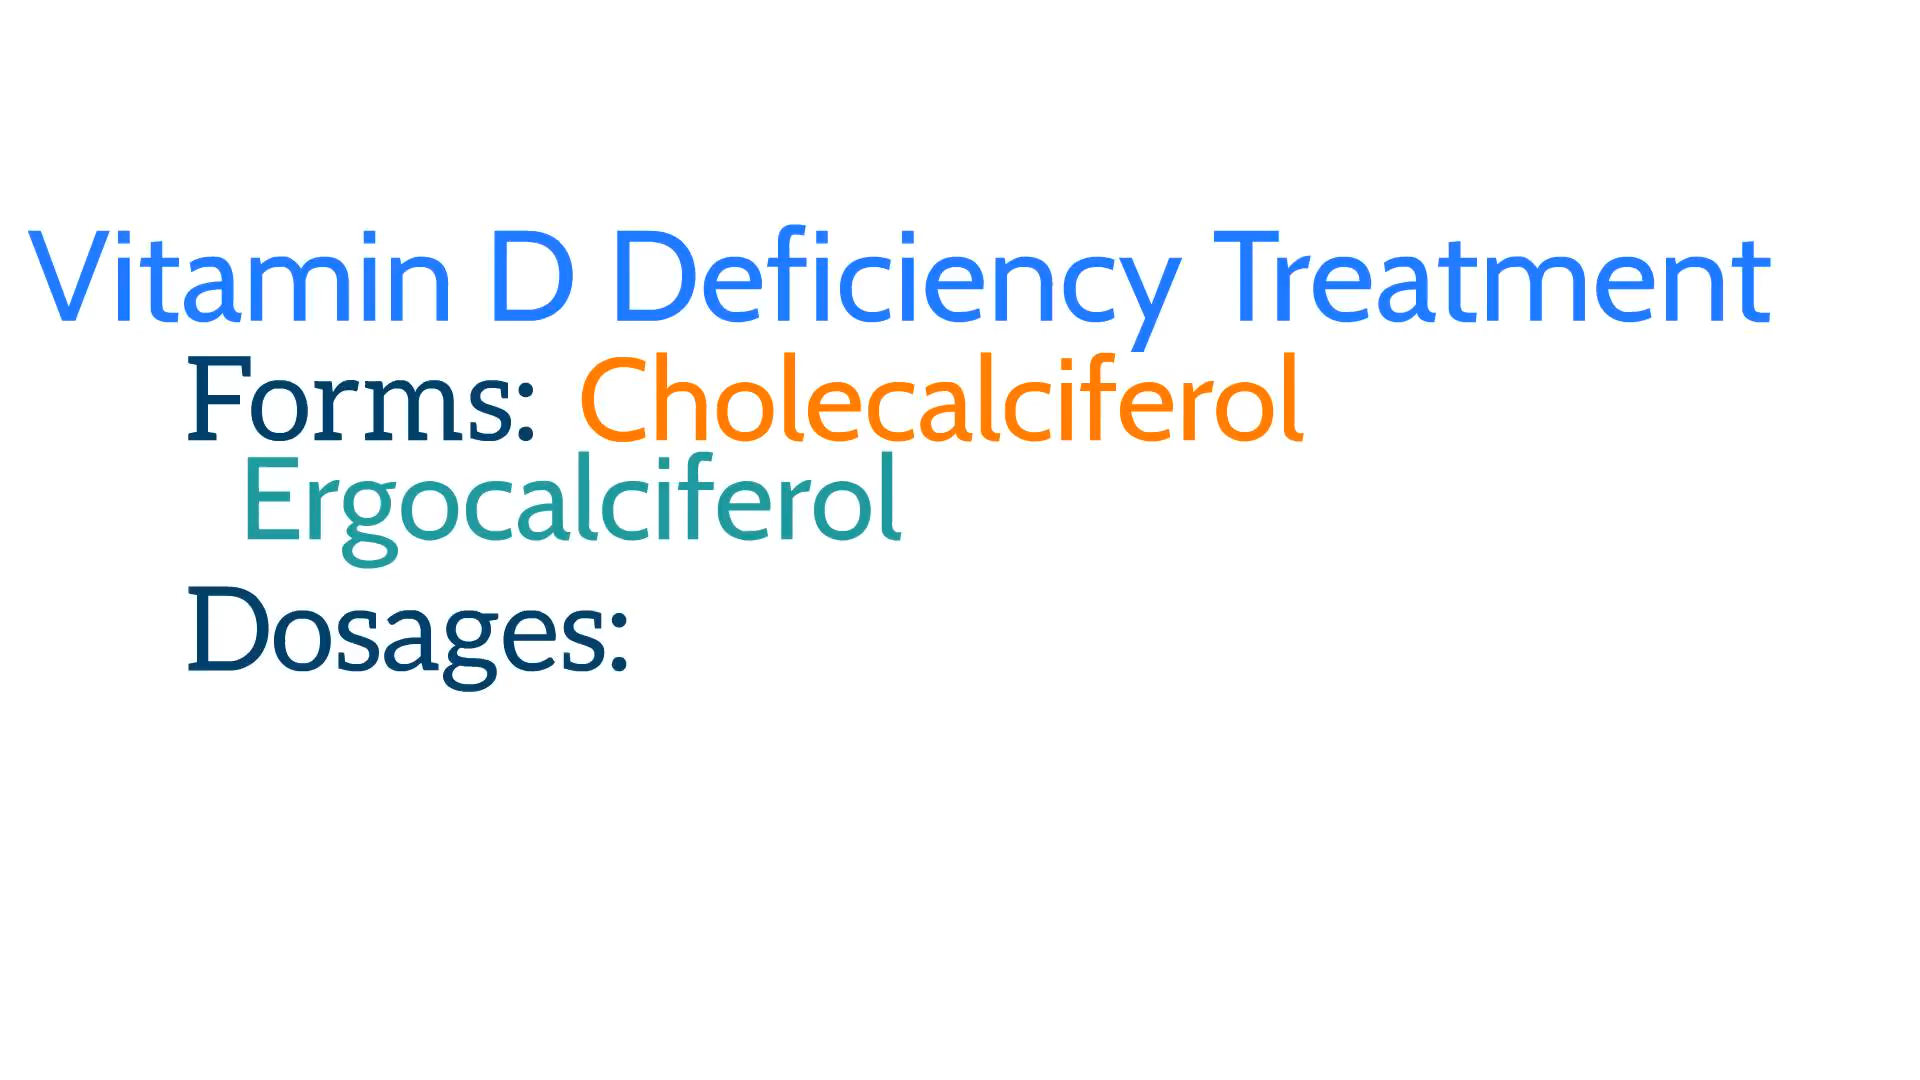 Vitamin D Deficiency Treatment
Forms: Cholecalciferol
Ergocalciferol
Dosages: